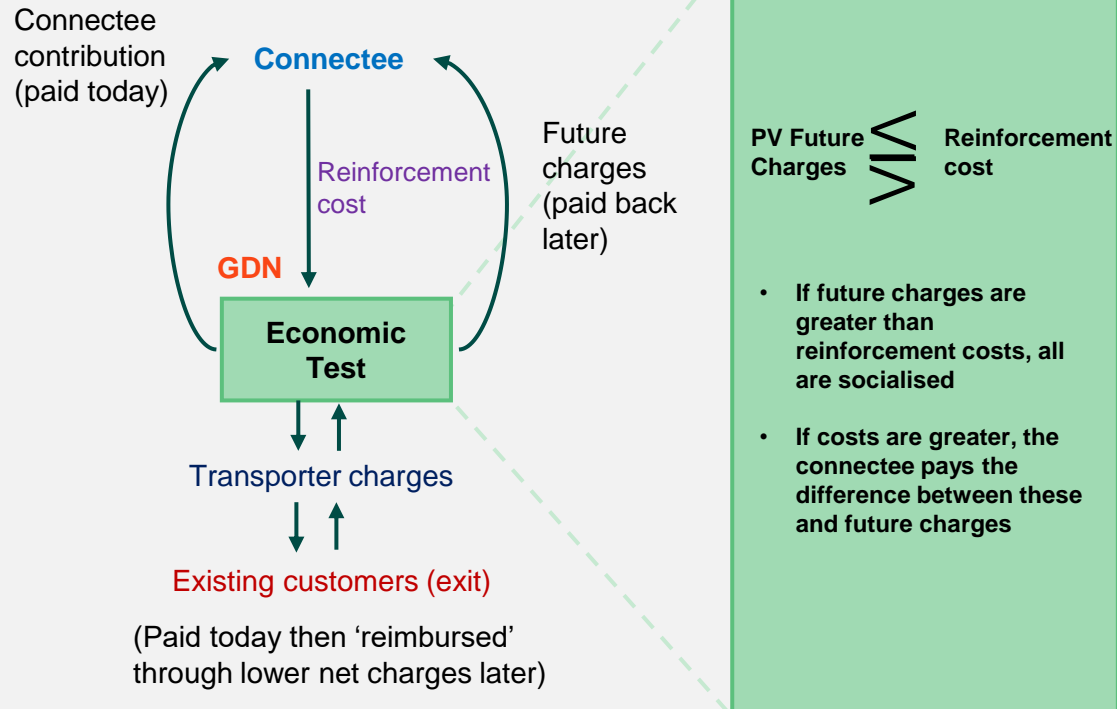 Connectee
contribution
(paid today)
Connectee
Reinforcement
cost
Future
charges
(paid back
later)
GDN
Economic
Test
Transporter charges
Existing customers (exit)
(Paid today then ‘reimbursed’
through lower net charges later)
PV Future
Charges
≤
>
Reinforcement
cost
• If future charges are
greater than
reinforcement costs, all
are socialised
• If costs are greater, the
connectee pays the
difference between these
and future charges